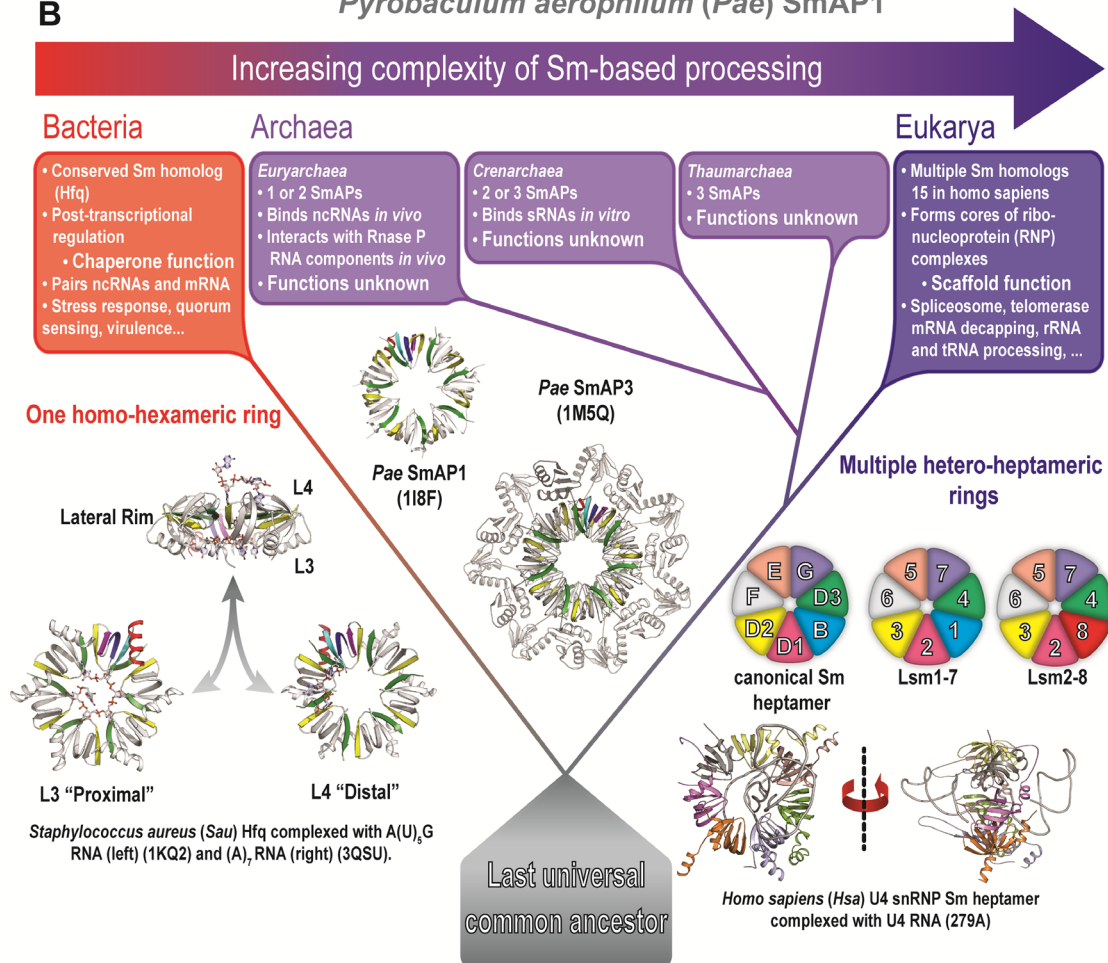 B
Pyrobaculum aerophilum (Pae) SmAP1
Increasing complexity of Sm-based processing
Bacteria
• Conserved Sm homolog
(Hfq)
• Post-transcriptional
regulation
• Chaperone function
• Pairs ncRNAs and mRNA
• Stress response, quorum
sensing, virulence...
Archaea
Euryarchaea
• 1 or 2 SmAPs
• Binds ncRNAs in vivo
• Interacts with Rnase P
RNA components in vivo
• Functions unknown
Crenarchaea
• 2 or 3 SmAPs
• Binds sRNAs in vitro
• Functions unknown
Thaumarchaea
• 3 SmAPs
• Functions unknown
Eukarya
• Multiple Sm homologs
15 in homo sapiens
• Forms cores of ribo-
nucleoprotein (RNP)
complexes
• Scaffold function
• Spliceosome, telomerase
mRNA decapping, rRNA
and tRNA processing, ...
One homo-hexameric ring
L4
Lateral Rim
L3
L3 “Proximal”
L4 “Distal”
Staphylococcus aureus (Sau) Hfq complexed with A(U)5G
RNA (left) (1KQ2) and (A)7 RNA (right) (3QSU).
Pae SmAP1
(1I8F)
Pae SmAP3
(1M5Q)
Multiple hetero-heptameric
rings
E G
F D3
D2 B
D1
canonical Sm
heptamer
5 7
6 4
3 1
2
Lsm1-7
5 7
6 4
3 8
2
Lsm2-8
Homo sapiens (Hsa) U4 snRNP Sm heptamer
complexed with U4 RNA (279A)
Last universal
common ancestor